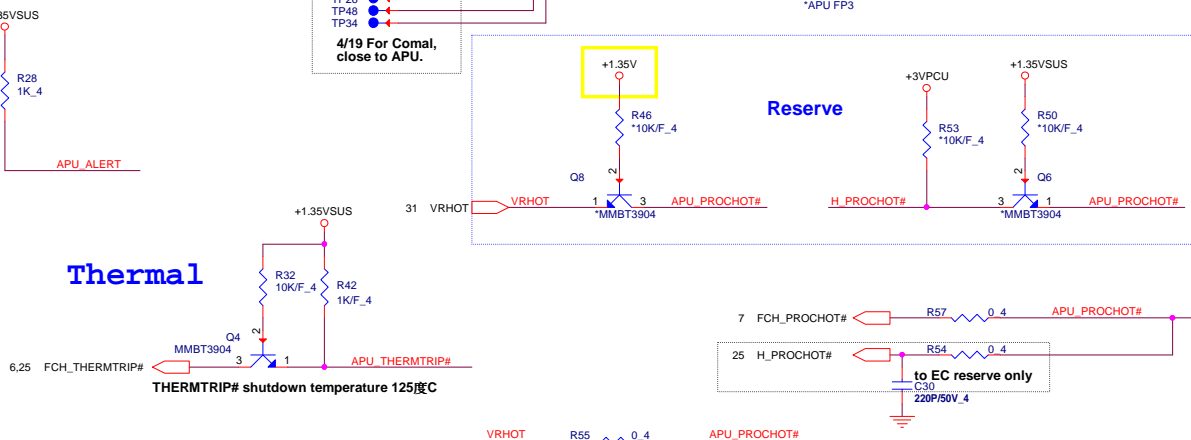 TP48
TP34
4/19 For Comal,
close to APU.
*APU FP3
R28
1K_4
APU_ALERT
+1.35V
R46
*10K/F_4
Q8
2
31 VRHOT
VRHOT
1
3
APU_PROCHOT#
*MMBT3904
Reserve
+3VPCU
R53
*10K/F_4
+1.35VSUS
R50
*10K/F_4
2
Q6
H_PROCHOT#
3
1
APU_PROCHOT#
*MMBT3904
Thermal
+1.35VSUS
R32
10K/F_4
R42
1K/F_4
2
Q4
MMBT3904
6,25 FCH_THERMTRIP#
3
1
APU_THERMTRIP#
THERMTRIP# shutdown temperature 125度C
7 FCH_PROCHOT#
R57
0_4
APU_PROCHOT#
25 H_PROCHOT#
R54
0_4
to EC reserve only
C30
220P/50V_4
VRHOT
R55
0_4
APU_PROCHOT#